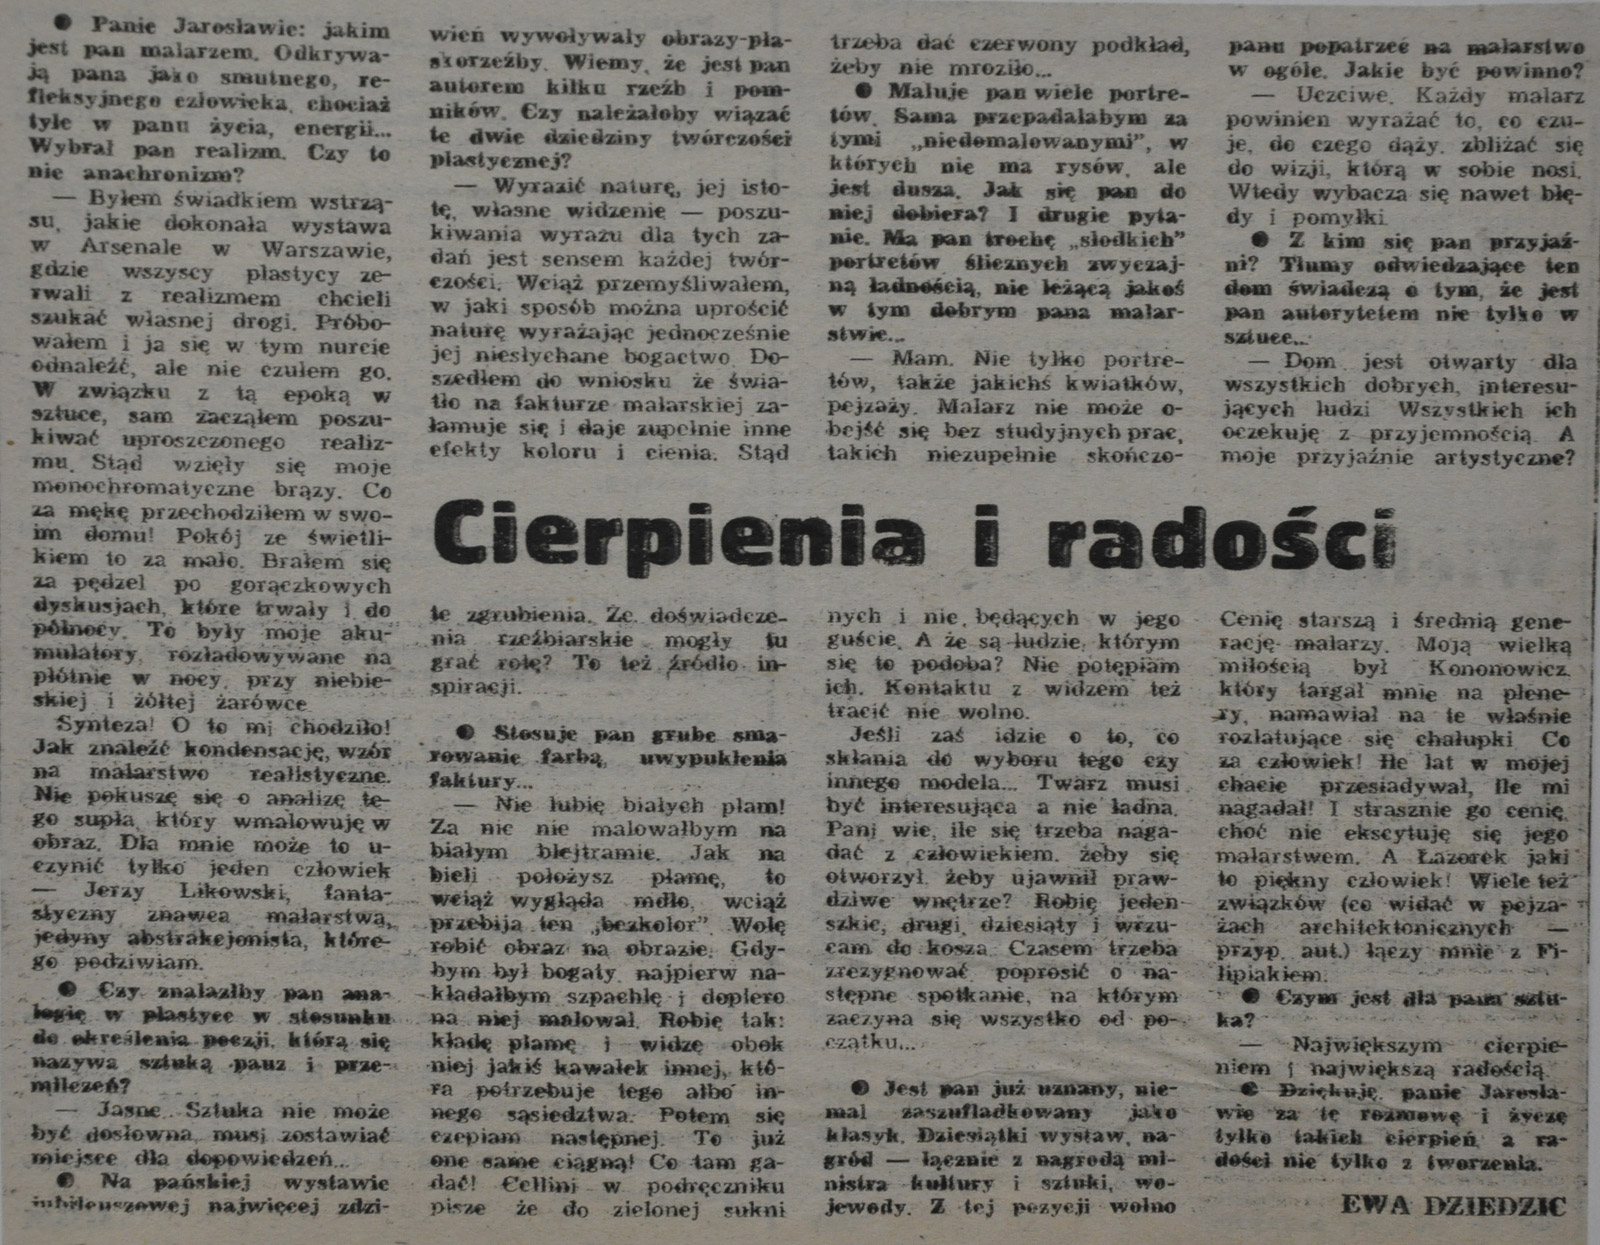 ● Panie Jarosławie: jakim
jest pan malarzem. Odkrywa-
ją pana jako smutnego, re-
fleksyjnego człowieka, chociaż
tyle w panu życia, energii...
Wybrał pan realizm. Czy to
nie anachronizm?
— Byłem świadkiem wstrzą-
su, jakie dokonała wystawa
w Arsenale w Warszawie,
gdzie wszyscy plastycy ze-
rwali z realizmem chcieli
szukać własnej drogi. Próbo-
wałem i ja się w tym nurcie
odnaleźć, ale nie czułem go.
W związku z tą epoką w
sztuce, sam zacząłem poszu-
kiwać uproszczonego realiz-
mu. Stąd wzięły się moje
monochromatyczne brązy. Co
za mękę przechodziłem w swo-
im domu! Pokój ze świetli-
kiem to za mało. Brałem się
za pędzel po gorączkowych
dyskusjach, które trwały i do
północy. To były moje aku-
mulatory, rozładowywane na
płótnie w nocy, przy niebie-
skiej i żółtej żarówce
Synteza! O to mi chodziło!
Jak znaleźć kondensację, wzór
na malarstwo realistyczne.
Nie pokuszę się o analizę te-
go supła, który wmalowuję w
obraz. Dla mnie może to u-
czynić tylko jeden człowiek
— Jerzy Likowski, fanta-
styczny znawca malarstwa,
jedyny abstrakcjonista, które-
go podziwiam.
● Czy znalazłby pan ana-
logię w plastyce w stosunku
do określenia poezji, którą się
nazywa sztuką pauz i prze-
milczeń?
— Jasne. Sztuka nie może
być dosłowna, musi zostawiać
miejsce dla dopowiedzeń...
● Na pańskiej wystawie
jubileuszowej najwięcej zdzi-
wień wywoływały obrazy-pła-
skorzeźby. Wiemy, że jest pan
autorem kilku rzeźb i pom-
ników. Czy należałoby wiązać
te dwie dziedziny twórczości
plastycznej?
— Wyrazić naturę, jej isto-
tę, własne widzenie — poszu-
kiwania wyrazu dla tych za-
dań jest sensem każdej twór-
czości. Wciąż przemyśliwałem,
w jaki sposób można uprościć
naturę wyrażając jednocześnie
jej niesłychane bogactwo. Do-
szedłem do wniosku że świa-
tło na fakturze malarskiej za-
łamuje się i daje zupełnie inne
efekty koloru i cienia. Stąd
trzeba dać czerwony podkład,
żeby nie mroziło...
● Maluje pan wiele portre-
tów. Sama przepadałabym za
tymi „niedomalowanymi”, w
których nie ma rysów, ale
jest dusza. Jak się pan do
niej dobiera? I drugie pyta-
nie. Ma pan trochę „słodkich”
portretów ślicznych zwyczaj-
ną ładnością, nie leżącą jakoś
w tym dobrym pana malar-
stwie...
— Mam. Nie tylko portre-
tów, także jakichś kwiatków,
pejzaży. Malarz nie może o-
bejść się bez studyjnych prac,
takich niezupełnie skończo-
panu popatrzeć na malarstwo
w ogóle. Jakie być powinno?
— Uczciwe. Każdy malarz
powinien wyrażać to, co czu-
je, do czego dąży, zbliżać się
do wizji, którą w sobie nosi.
Wtedy wybacza się nawet błę-
dy i pomyłki.
● Z kim się pan przyjaź-
ni? Tłumy odwiedzające ten
dom świadczą o tym, że jest
pan autorytetem nie tylko w
sztuce...
— Dom jest otwarty dla
wszystkich dobrych, interesu-
jących ludzi Wszystkich ich
oczekuję z przyjemnością. A
moje przyjaźnie artystyczne?
Cierpienia i radości
te zgrubienia. Że doświadcze-
nia rzeźbiarskie mogły tu
grać rolę? To też źródło in-
spiracji.
● Stosuje pan grube sma-
rowanie farbą, uwypuklenia
faktury...
— Nie lubię białych plam!
Za nic nie malowałbym na
białym blejtramie. Jak na
bieli położysz plamę, to
wciąż wygląda mdło, wciąż
przebija ten „bezkolor”. Wolę
robić obraz na obrazie. Gdy-
bym był bogaty, najpierw na-
kładałbym szpachlę i dopiero
na niej malował. Robię tak:
kładę plamę i widzę obok
niej jakiś kawałek innej, któ-
ra potrzebuje tego albo in-
nego sąsiedztwa. Potem się
czepiam następnej. To już
one same ciągną! Co tam ga-
dać! Cellini w podręczniku
pisze że do zielonej sukni
nych i nie będących w jego
guście. A że są ludzie, którym
się to podoba? Nie potępiam
ich. Kontaktu z widzem też
tracić nie wolno.
Jeśli zaś idzie o to, co
skłania do wyboru tego czy
innego modela... Twarz musi
być interesująca a nie ładna.
Pani wie, ile się trzeba naga-
dać z człowiekiem, żeby się
otworzył, żeby ujawnił praw-
dziwe wnętrze? Robię jeden
szkic, drugi, dziesiąty i wrzu-
cam do kosza. Czasem trzeba
zrezygnować, poprosić o na-
stępne spotkanie, na którym
zaczyna się wszystko od po-
czątku...
● Jest pan już uznany, nie-
mal zaszufladkowany jako
klasyk. Dziesiątki wystaw, na-
gród — łącznie z nagrodą mi-
nistra kultury i sztuki, wo-
jewody. Z tej pozycji wolno
Cenię starszą i średnią gene-
rację malarzy. Moją wielką
miłością był Kononowicz,
który targał mnie na plene-
ry, namawiał na te właśnie
rozlatujące się chałupki Co
za człowiek! Ile lat w mojej
chacie przesiadywał, ile mi
nagadał! I strasznie go cenię,
choć nie ekscytuję się jego
malarstwem. A Łazorek jaki
to piękny człowiek! Wiele też
związków (co widać w pejza-
żach architektonicznych —
przyp. aut.) łączy mnie z Fi-
lipiakiem.
● Czym jest dla pana sztu-
ka?
— Największym cierpie-
niem i największą radością.
● Dziękuję, panie Jarosła-
wie za tę rozmowę i życzę
tylko takich cierpień, a ra-
dości nie tylko z tworzenia.
EWA DZIEDZIC